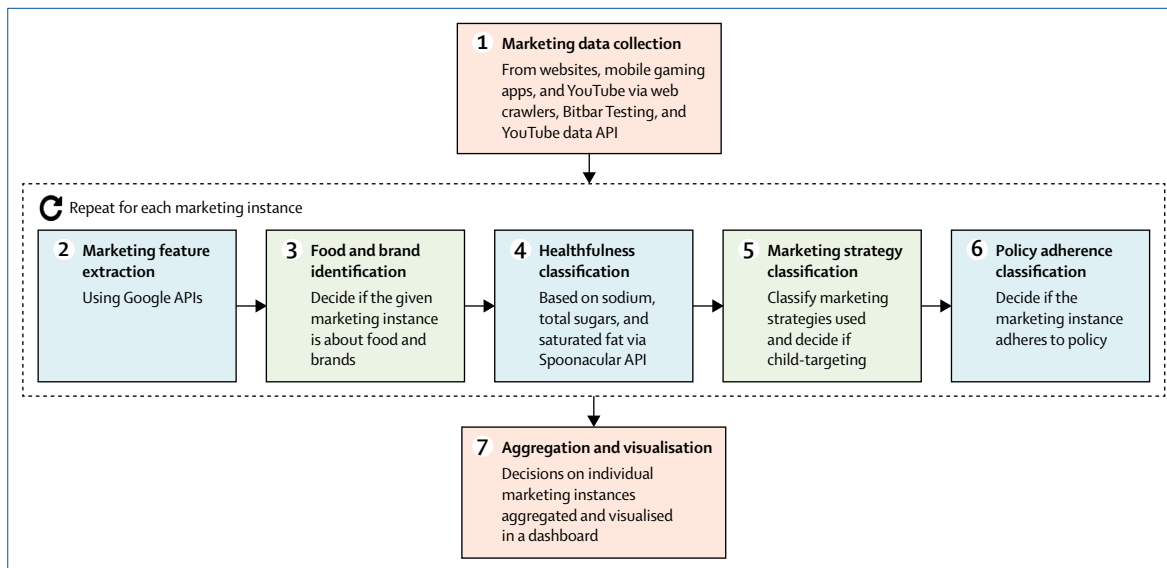 1 Marketing data collection
From websites, mobile gaming
apps, and YouTube via web
crawlers, Bitbar Testing, and
YouTube data API
Repeat for each marketing instance
2 Marketing feature
extraction
Using Google APIs
3 Food and brand
identification
Decide if the given
marketing instance
is about food and
brands
4 Healthfulness
classification
Based on sodium,
total sugars, and
saturated fat via
Spoonacular API
5 Marketing strategy
classification
Classify marketing
strategies used
and decide if
child-targeting
6 Policy adherence
classification
Decide if the
marketing instance
adheres to policy
7 Aggregation and visualisation
Decisions on individual
marketing instances
aggregated and visualised
in a dashboard